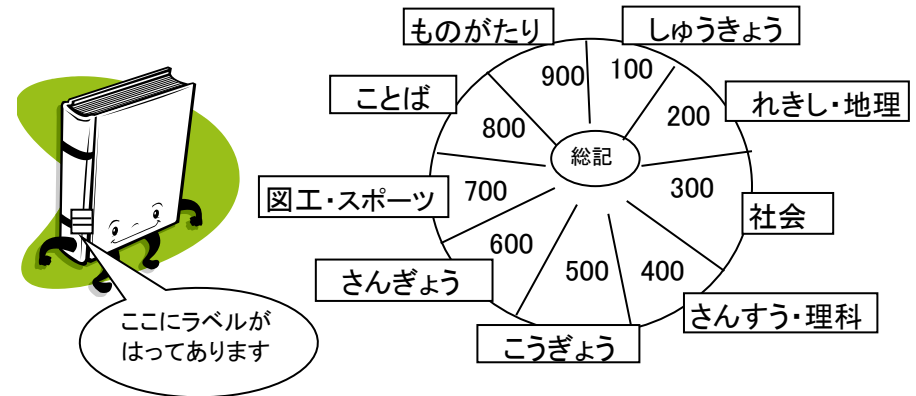 ものがたり
しゅうきょう
ことば
れきし・地理
図工・スポーツ
社会
さんぎょう
さんすう・理科
こうぎょう
総記
100
200
300
400
500
600
700
800
900
ここにラベルが
はってあります